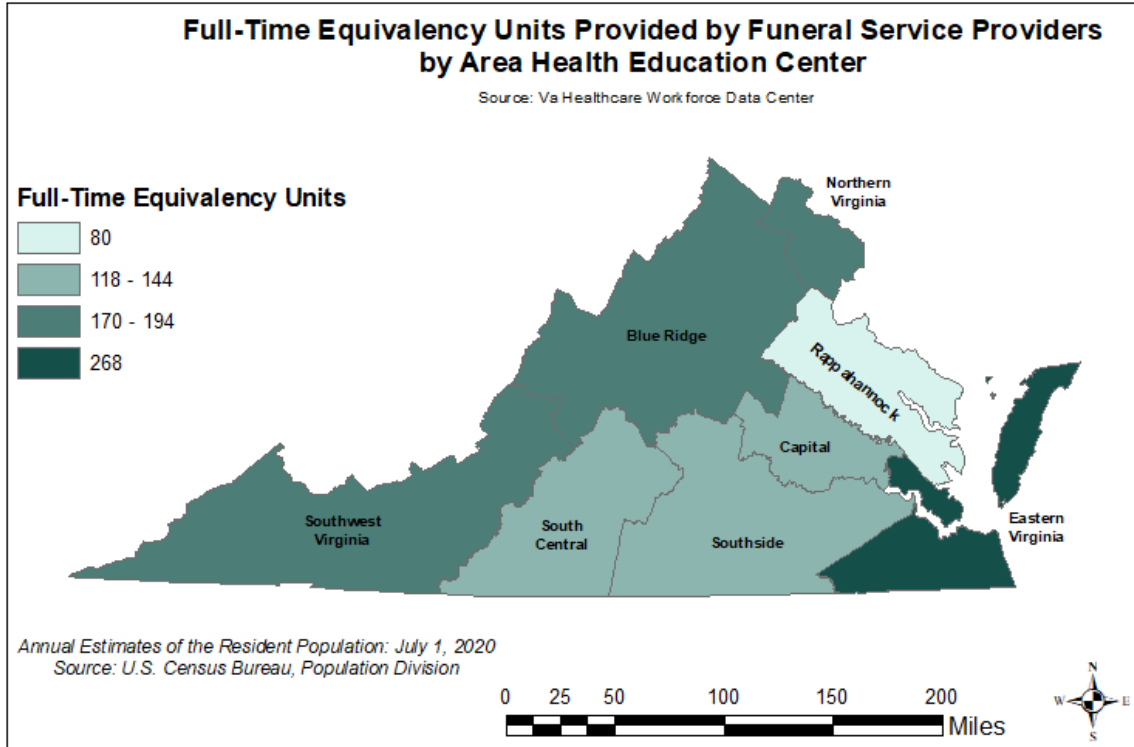 Full-Time Equivalency Units Provided by Funeral Service Providers
by Area Health Education Center
Source: Va Healthcare Workforce Data Center
Full-Time Equivalency Units
80
118 - 144
170 - 194
268
Northern
Virginia
Blue Ridge
Rappahannock
Capital
Southwest
Virginia
South
Central
Southside
Eastern
Virginia
Annual Estimates of the Resident Population: July 1, 2020
Source: U.S. Census Bureau, Population Division
0 25 50 100 150 200
Miles
N
W E
S